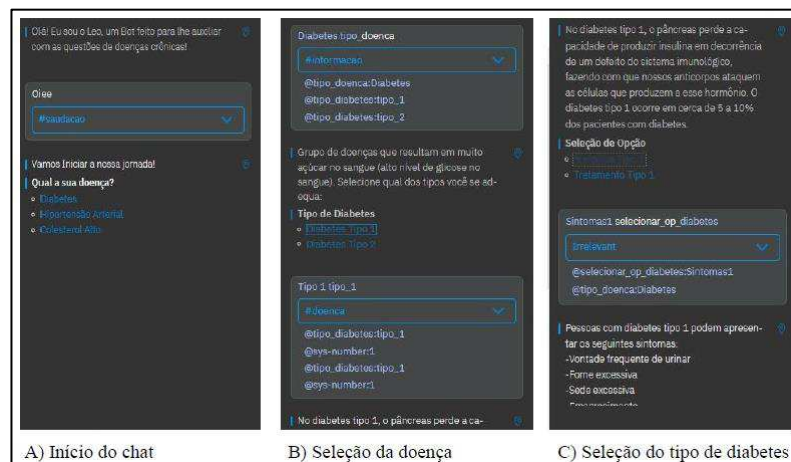 Olá! Eu sou o Leo, um Bot feito para lhe auxiliar
com as questões de doenças crônicas!
Oiee
#saudacao
Vamos Iniciar a nossa jornada!
Qual a sua doença?
Diabetes
Hipertensão Arterial
Colesterol Alto
A) Início do chat
Diabetes tipo_doenca
#informacao
@tipo_doenca:Diabetes
@tipo_diabetes:tipo_1
@tipo_diabetes:tipo_2
Grupo de doenças que resultam em muito
açúcar no sangue (alto nível de glicose no
sangue). Selecione qual dos tipos você se ad-
equa:
Tipo de Diabetes
Diabetes Tipo 1
Diabetes Tipo 2
Tipo 1 tipo_1
#doenca
@tipo_diabetes:tipo_1
@sys-number:1
@tipo_diabetes:tipo_1
@sys-number:1
No diabetes tipo 1, o pâncreas perde a ca-
B) Seleção da doença
No diabetes tipo 1, o pâncreas perde a ca-
pacidade de produzir insulina em decorrência
de um defeito do sistema imunológico,
fazendo com que nossos anticorpos ataquem
as células que produzem a esse hormônio. O
diabetes tipo 1 ocorre em cerca de 5 a 10%
dos pacientes com diabetes.
Seleção de Opção
Tratamento Tipo 1
Sintomas1 selecionar_op_diabetes
Irrelevant
@selecionar_op_diabetes:Sintomas1
@tipo_doenca:Diabetes
Pessoas com diabetes tipo 1 podem apresen-
tar os seguintes sintomas:
-Vontade frequente de urinar
-Fome excessiva
-Sede excessiva
-Emagrecimento
C) Seleção do tipo de diabetes